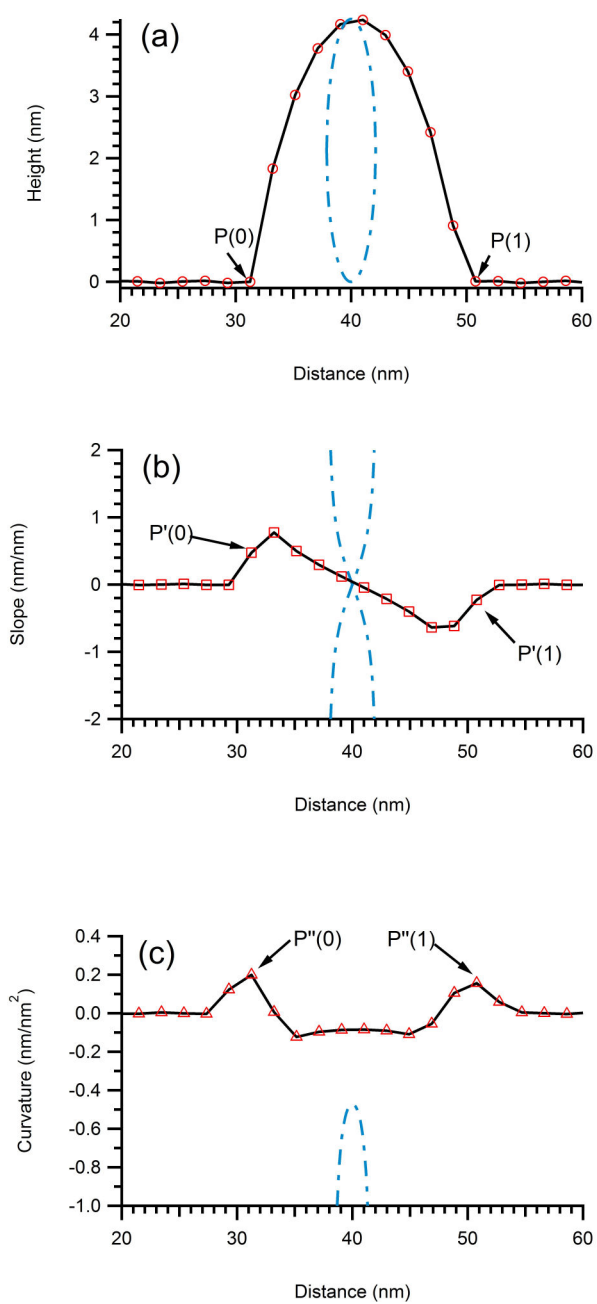 (a)
4
3
2
1
0
Height (nm)
P(0)
P(1)
20
30
40
50
60
Distance (nm)
(b)
2
1
0
-1
-2
Slope (nm/nm)
P'(0)
P'(1)
20
30
40
50
60
Distance (nm)
(c)
0.4
0.2
0.0
-0.2
-0.4
-0.6
-0.8
-1.0
Curvature (nm/nm²)
P"(0)
P"(1)
20
30
40
50
60
Distance (nm)